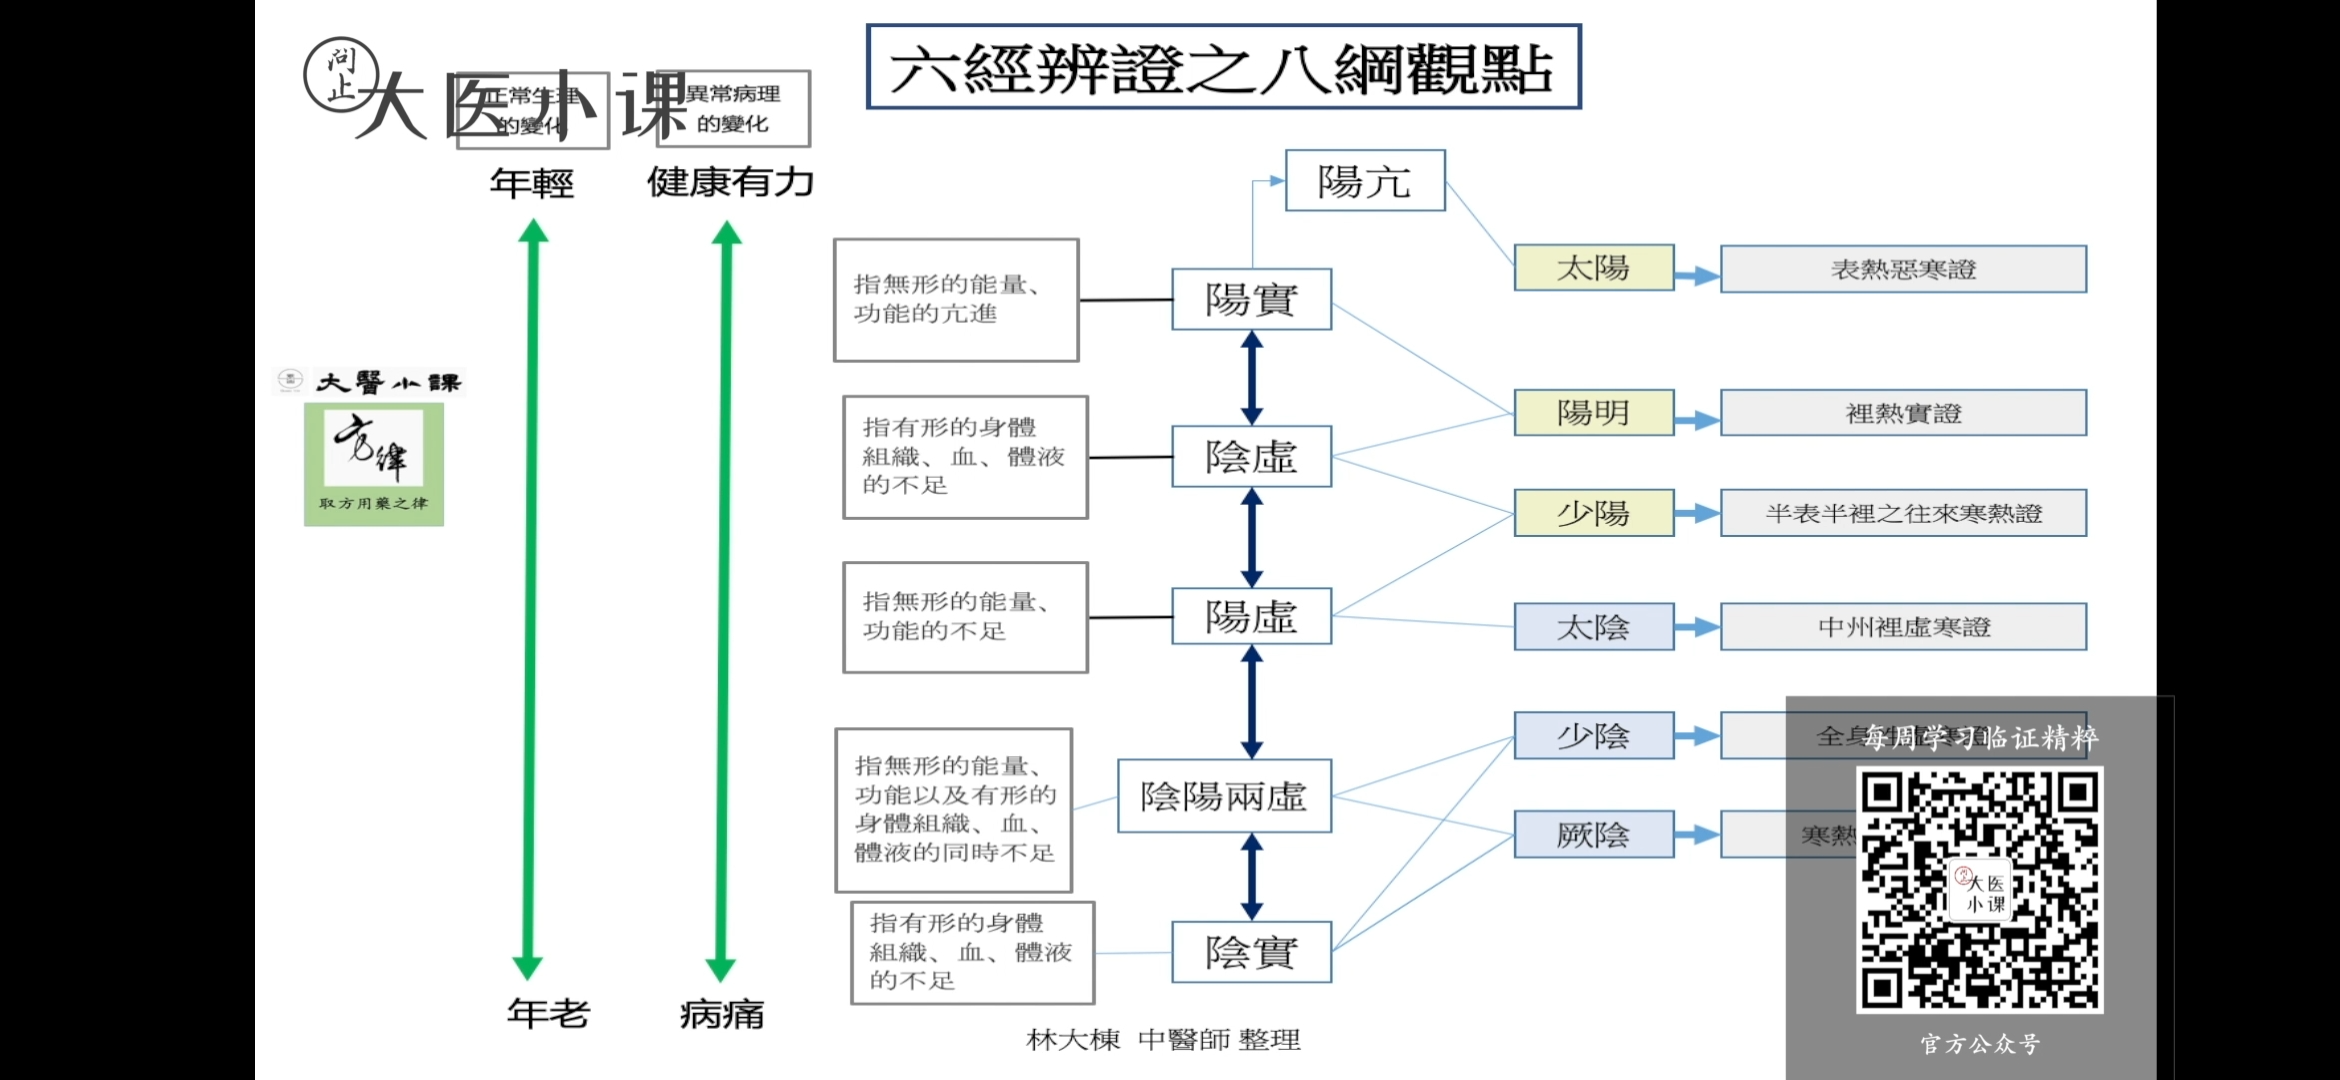 六經辨證之八綱觀點
问止
大医小课
正常生理
的變化
異常病理
的變化
年輕
健康有力
年老
病痛
大醫小課
方律
取方用藥之律
陽亢
指無形的能量、
功能的亢進
陽實
指有形的身體
組織、血、體液
的不足
陰虛
指無形的能量、
功能的不足
陽虛
指無形的能量、
功能以及有形的
身體組織、血、
體液的同時不足
陰陽兩虛
指有形的身體
組織、血、體液
的不足
陰實
太陽
表熱惡寒證
陽明
裡熱實證
少陽
半表半裡之往來寒熱證
太陰
中州裡虛寒證
少陰
全身
寒證
厥陰
寒熱
林大棟 中醫師 整理
每周学习临证精粹
大医
小课
官方公众号